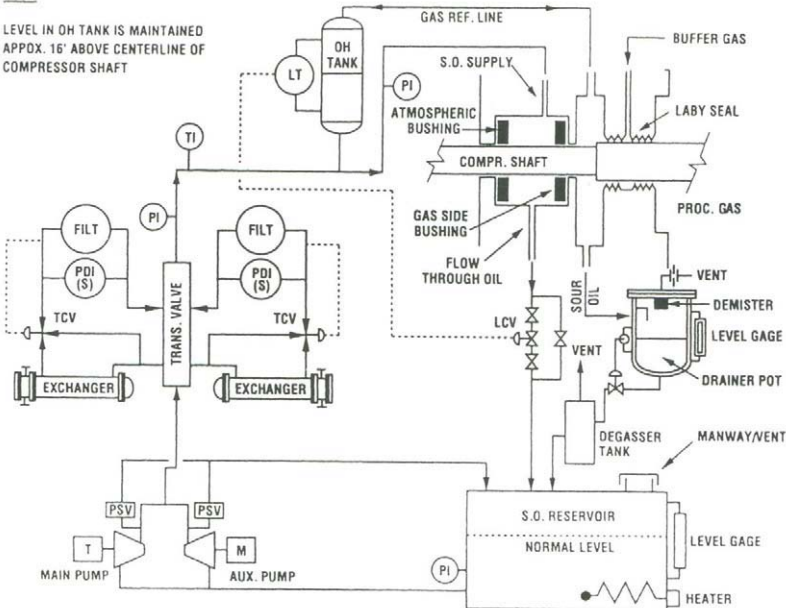 LEVEL IN OH TANK IS MAINTAINED
APPOX. 16' ABOVE CENTERLINE OF
COMPRESSOR SHAFT
GAS REF. LINE
OH
TANK
LT
PI
S.O. SUPPLY
BUFFER GAS
LABY SEAL
ATMOSPHERIC
BUSHING
TI
COMPR. SHAFT
PROC. GAS
PI
GAS SIDE
BUSHING
FLOW
THROUGH OIL
FILT
FILT
PDI
(S)
PDI
(S)
TCV
TCV
TRANS. VALVE
EXCHANGER
EXCHANGER
SOUR
OIL
VENT
DEMISTER
LEVEL GAGE
DRAINER POT
LCV
VENT
DEGASSER
TANK
MANWAY/VENT
PSV
PSV
T
M
MAIN PUMP
AUX. PUMP
S.O. RESERVOIR
NORMAL LEVEL
PI
LEVEL GAGE
HEATER